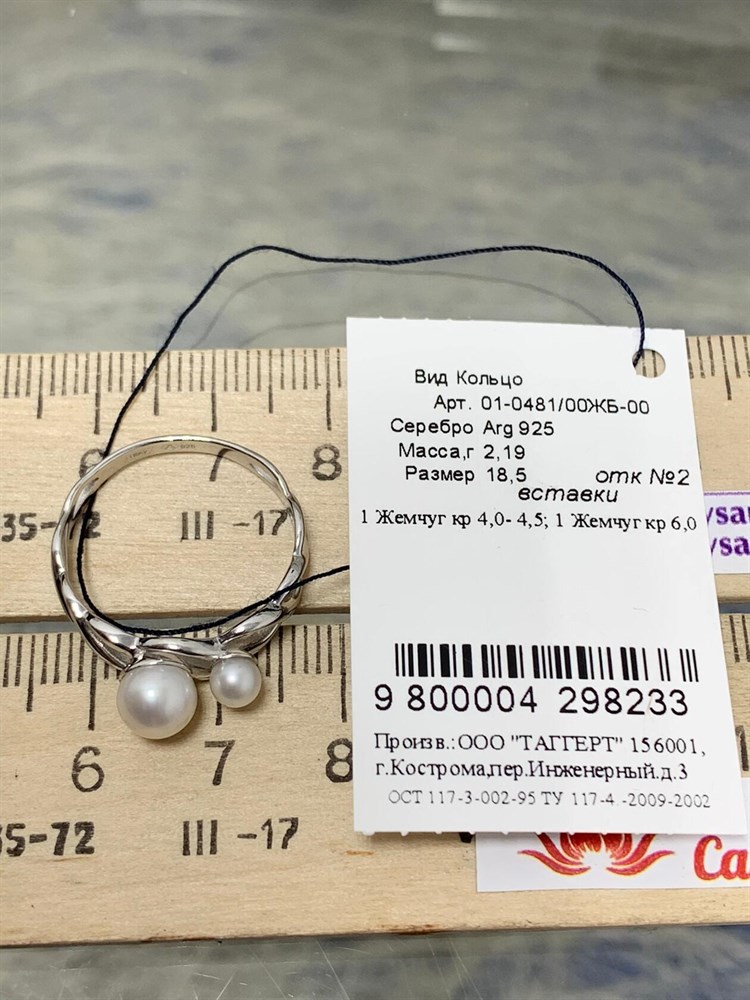 Вид Кольцо
Арт. 01-0481/00ЖБ-00
Серебро Arg 925
Масса,г 2,19
Размер 18,5 отк №2
вставки
1 Жемчуг кр 4,0- 4,5; 1 Жемчуг кр 6,0
9 800004 298233
Произв.:ООО "ТАГГЕРТ" 156001,
г.Кострома,пер.Инженерный.д.3
ОСТ 117-3-002-95 ТУ 117-4.-2009-2002
7 8
III -17
6 7 8
35-72 III -17
Са